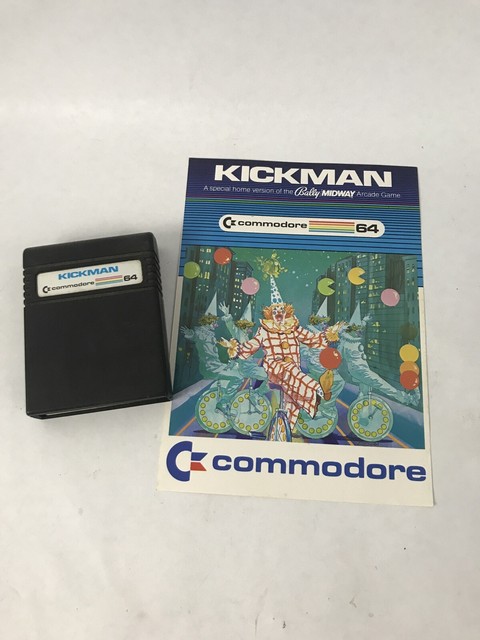 KICKMAN
A special home version of the Bally MIDWAY Arcade Game
commodore 64
KICKMAN
commodore 64
commodore